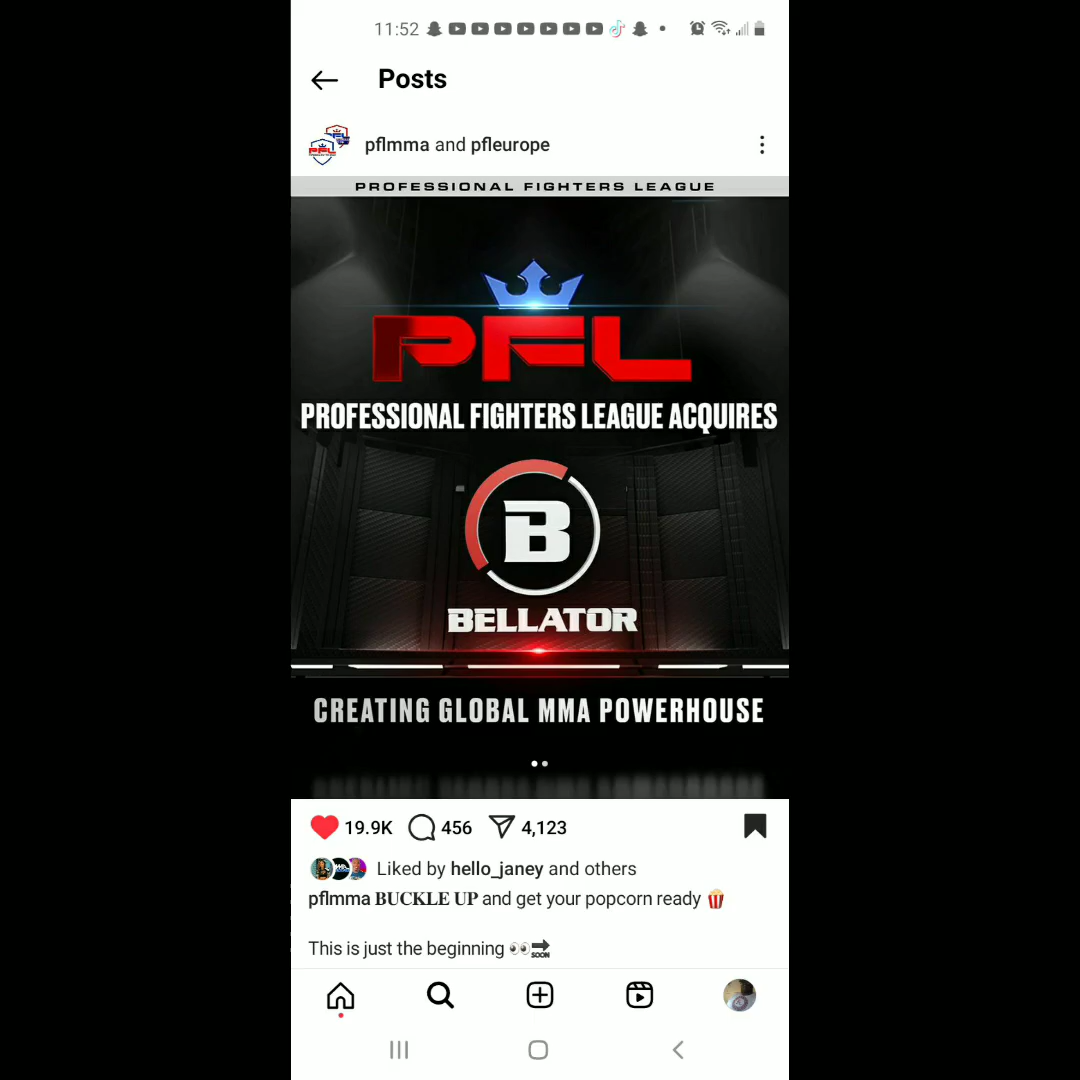 11:52
Posts
pflmma and pfleurope
PROFESSIONAL FIGHTERS LEAGUE
PFL
PROFESSIONAL FIGHTERS LEAGUE ACQUIRES
B
BELLATOR
CREATING GLOBAL MMA POWERHOUSE
19.9K 456 4,123
Liked by hello_janey and others
pflmma BUCKLE UP and get your popcorn ready 🍿
This is just the beginning 👀🔜